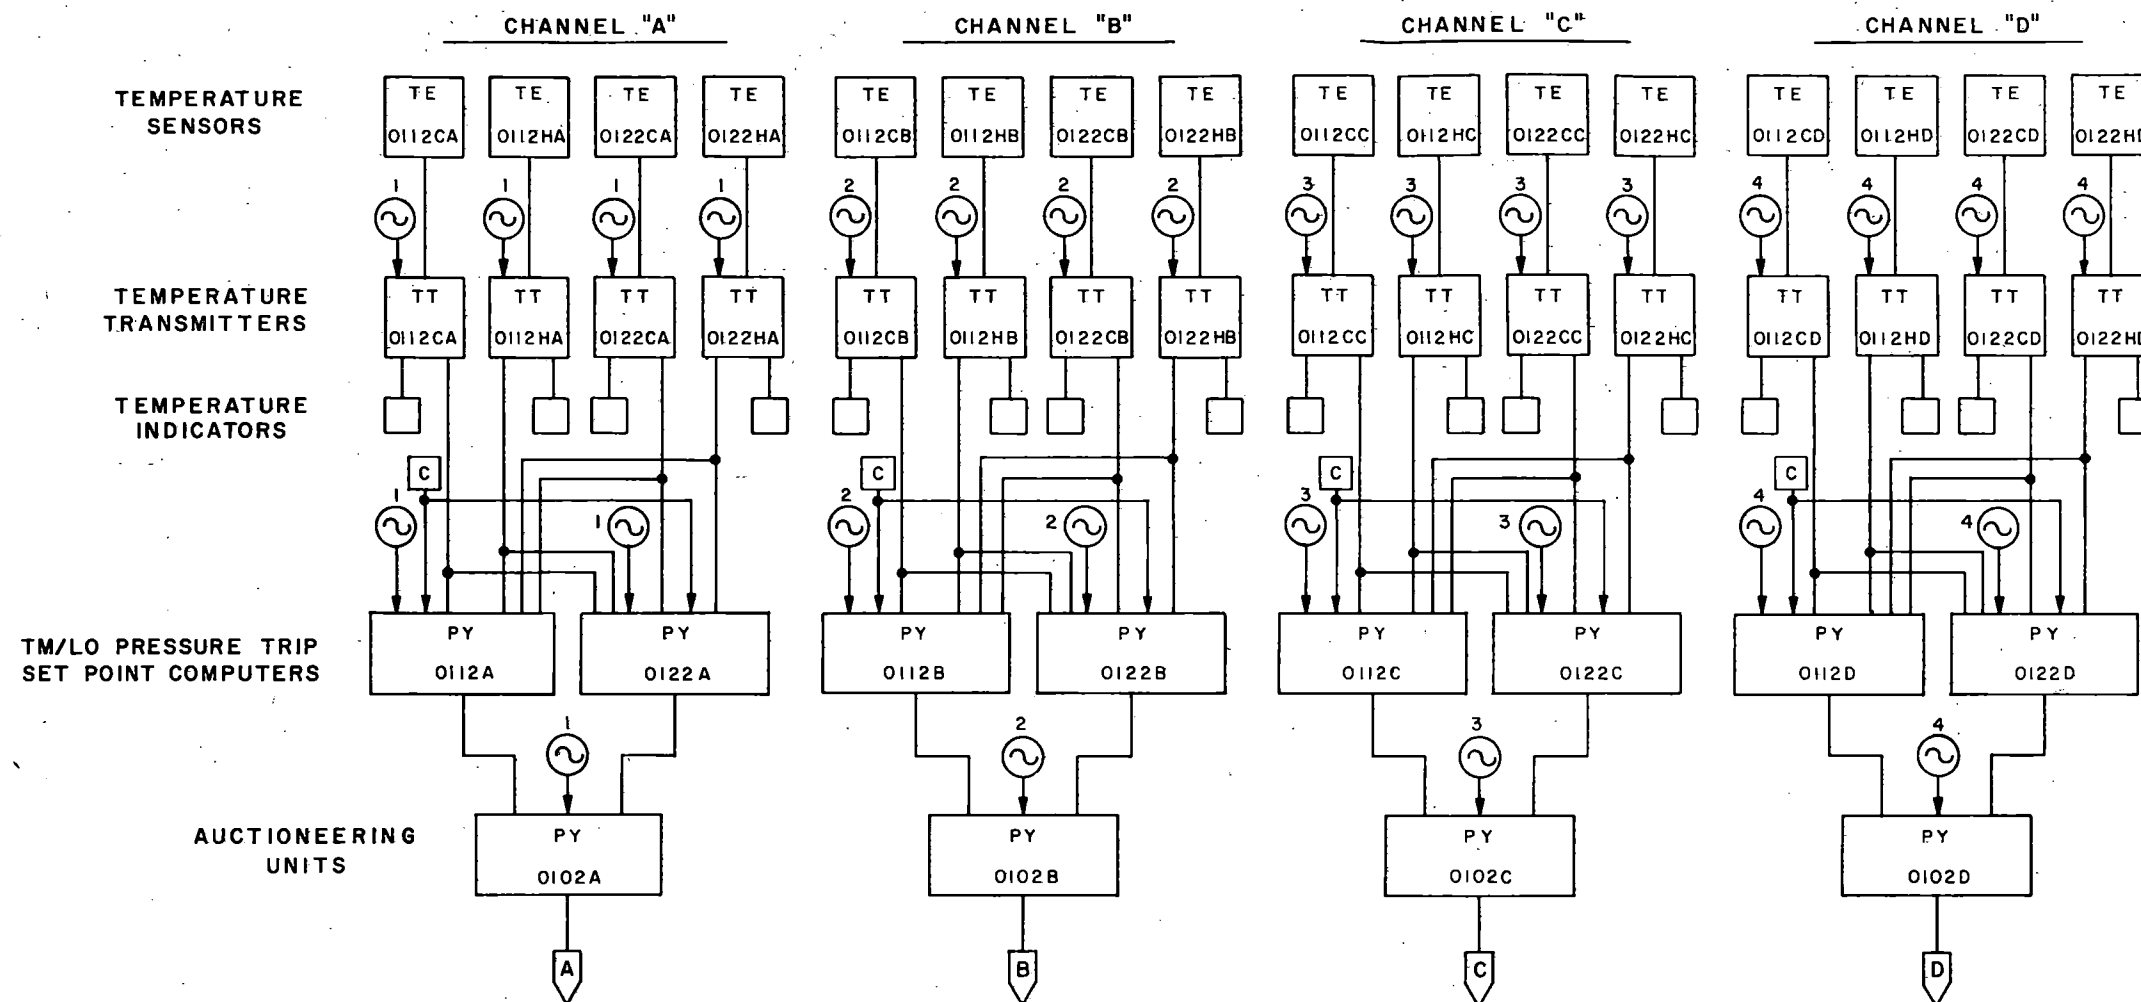 CHANNEL "A" CHANNEL "B" CHANNEL "C" CHANNEL "D"
TEMPERATURE
SENSORS
TE TE TE TE TE TE TE TE TE TE TE TE TE TE TE TE
0112CA 0112HA 0122CA 0122HA 0112CB 0112HB 0122CB 0122HB 0112CC 0112HC 0122CC 0122HC 0112CD 0112HD 0122CD 0122HD
1 1 1 1 2 2 2 2 3 3 3 3 4 4 4 4
TEMPERATURE
TRANSMITTERS
TT TT TT TT TT TT TT TT TT TT TT TT TT TT TT TT
0112CA 0112HA 0122CA 0122HA 0112CB 0112HB 0122CB 0122HB 0112CC 0112HC 0122CC 0122HC 0112CD 0112HD 0122CD 0122HD
TEMPERATURE
INDICATORS
C C C C
1 1 2 2 3 3 4 4
TM/LO PRESSURE TRIP
SET POINT COMPUTERS
PY PY PY PY PY PY PY PY
0112A 0122A 0112B 0122B 0112C 0122C 0112D 0122D
1 2 3 4
AUCTIONEERING
UNITS
PY PY PY PY
0102A 0102B 0102C 0102D
A B C D